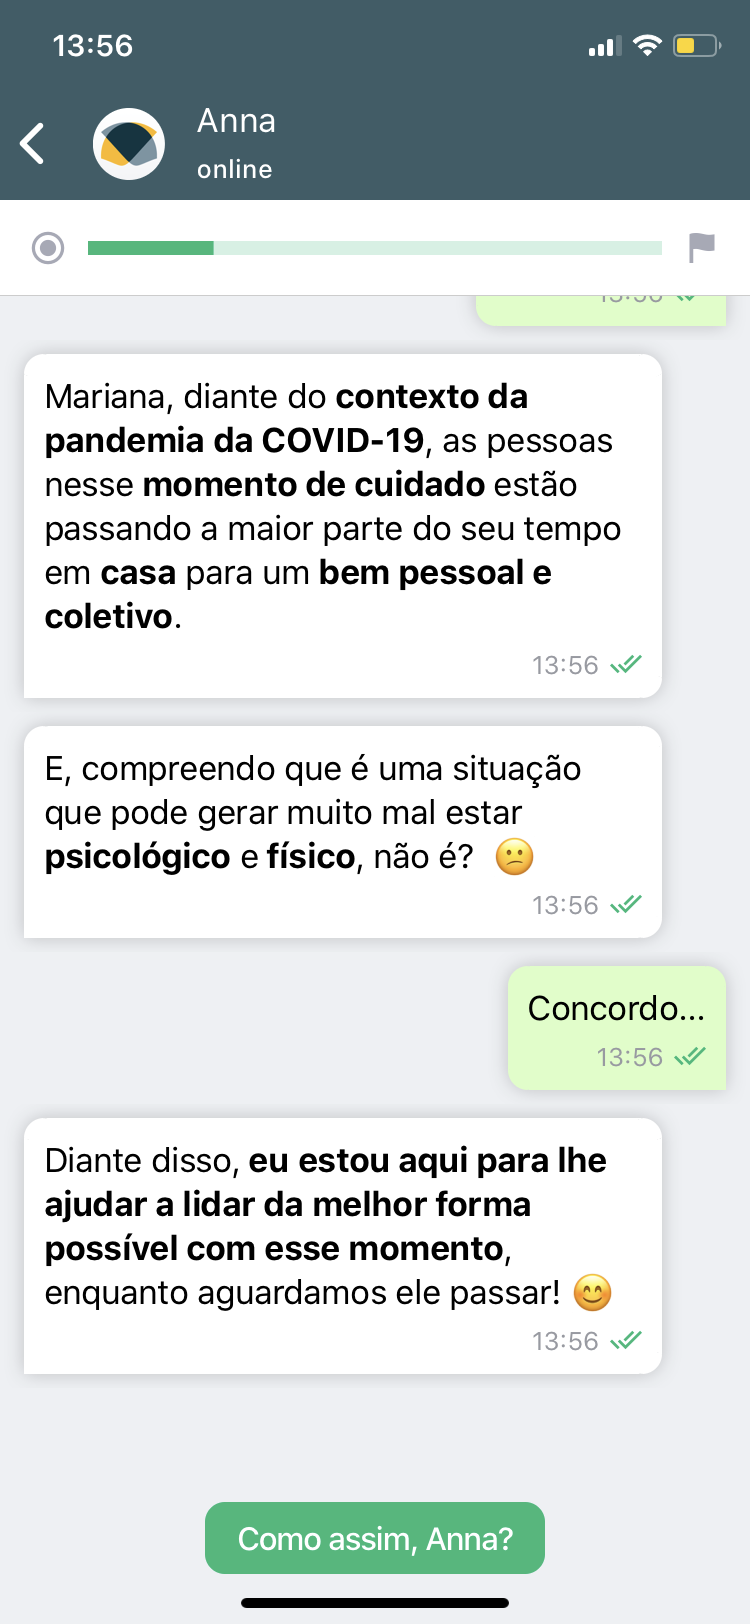 13:56
Anna
online
Mariana, diante do contexto da
pandemia da COVID-19, as pessoas
nesse momento de cuidado estão
passando a maior parte do seu tempo
em casa para um bem pessoal e
coletivo.
13:56
E, compreendo que é uma situação
que pode gerar muito mal estar
psicológico e físico, não é? 😕
13:56
Concordo...
13:56
Diante disso, eu estou aqui para lhe
ajudar a lidar da melhor forma
possível com esse momento,
enquanto aguardamos ele passar! 😊
13:56
Como assim, Anna?